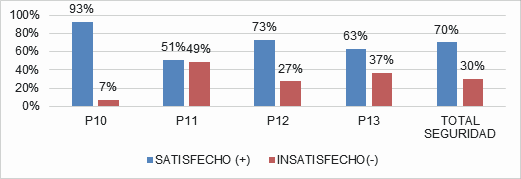 93%
100%
73%
70%
80%
63%
51%
49%
60%
37%
30%
40%
27%
20%
7%
0%
P10
P11
P12
P13
TOTAL
SEGURIDAD
SATISFECHO (+)
INSATISFECHO(-)